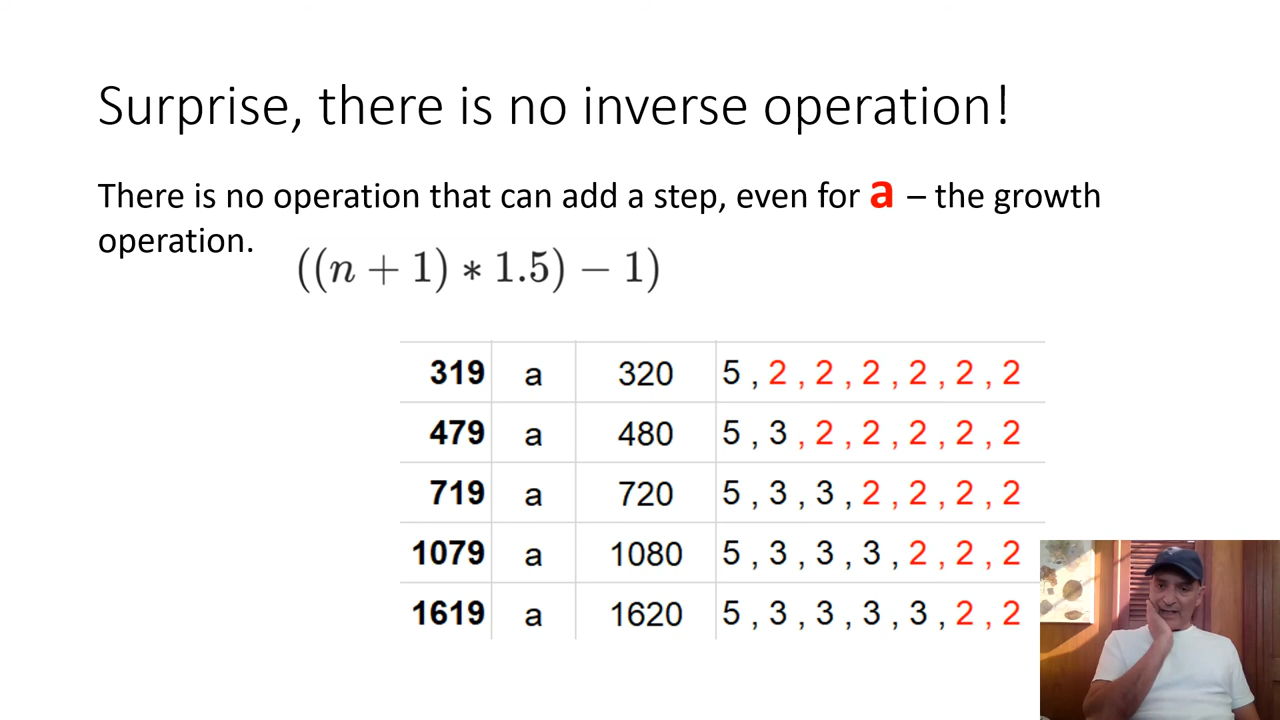 Surprise, there is no inverse operation!
There is no operation that can add a step, even for a – the growth
operation.
((n + 1) * 1.5) − 1)
319 a 320 5 , 2 , 2 , 2 , 2 , 2 , 2
479 a 480 5 , 3 , 2 , 2 , 2 , 2 , 2
719 a 720 5 , 3 , 3 , 2 , 2 , 2 , 2
1079 a 1080 5 , 3 , 3 , 3 , 2 , 2 , 2
1619 a 1620 5 , 3 , 3 , 3 , 3 , 2 , 2